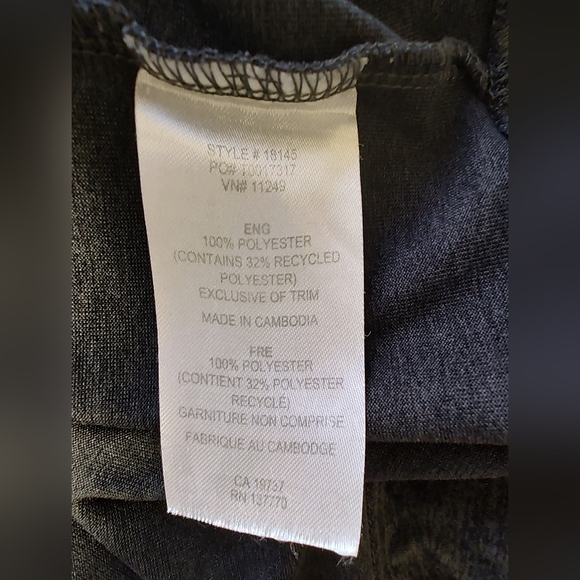 STYLE # 18145
PO# 10017317
VN# 11249
ENG
100% POLYESTER
(CONTAINS 32% RECYCLED
POLYESTER)
EXCLUSIVE OF TRIM
MADE IN CAMBODIA
FRE
100% POLYESTER
(CONTIENT 32% POLYESTER
RECYCLÉ)
GARNITURE NON COMPRISE
FABRIQUE AU CAMBODGE
CA 19737
RN 137770